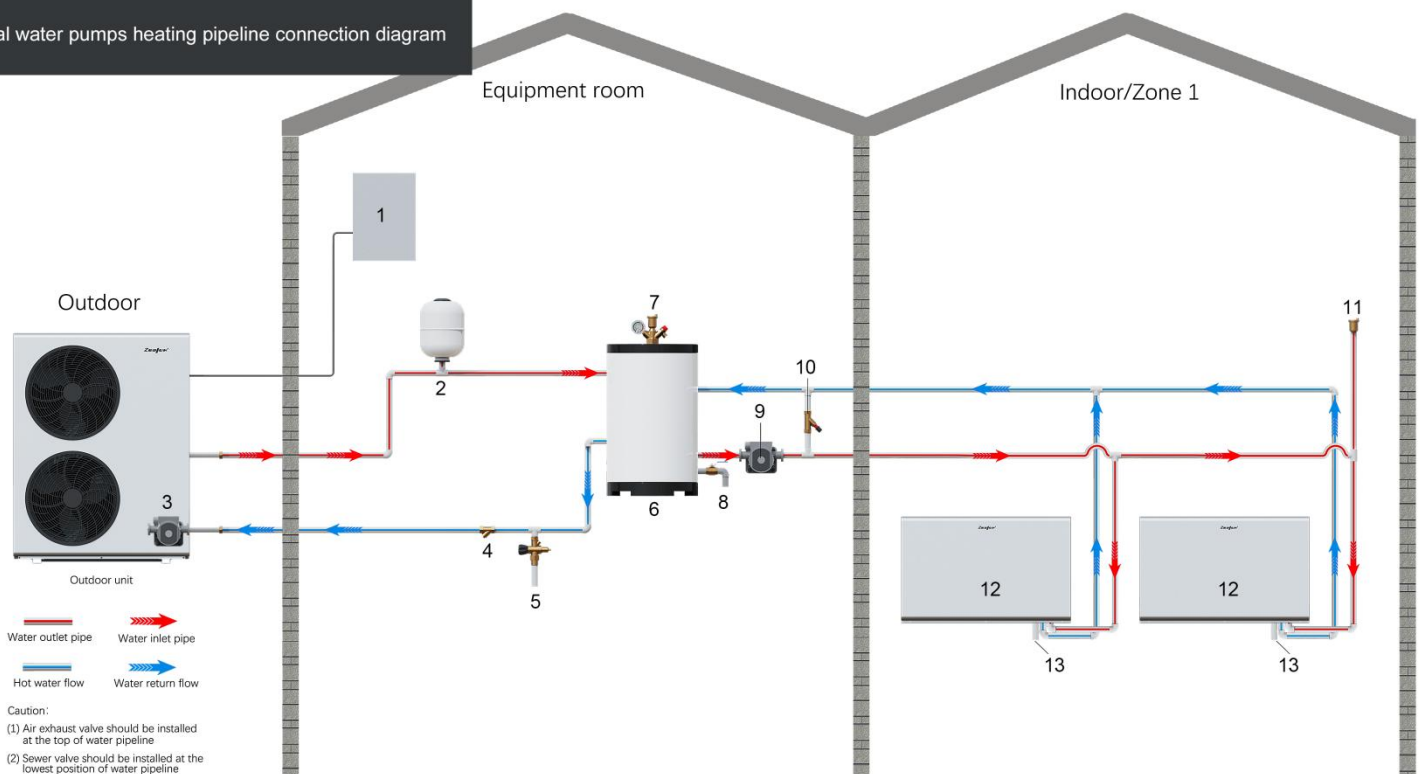 al water pumps heating pipeline connection diagram
Equipment room
Indoor/Zone 1
1
Outdoor
7
11
2
10
9
3
4
6
8
5
12
12
13
13
Outdoor unit
Water outlet pipe
Water inlet pipe
Hot water flow
Water return flow
Caution:
(1) Air exhaust valve should be installed
at the top of water pipeline
(2) Sewer valve should be installed at the
lowest position of water pipeline